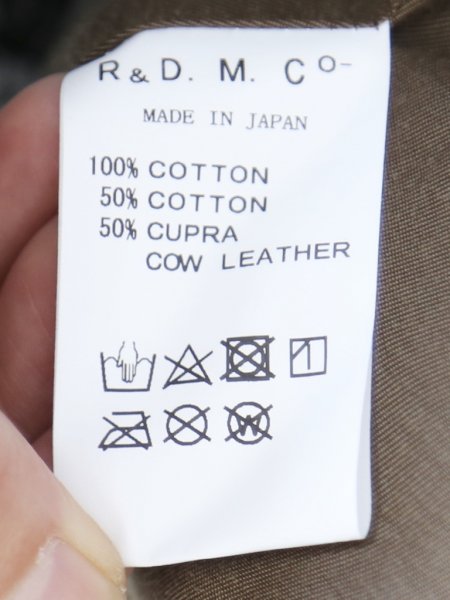 R & D. M. Co-
MADE IN JAPAN
100% COTTON
50% COTTON
50% CUPRA
COW LEATHER
W